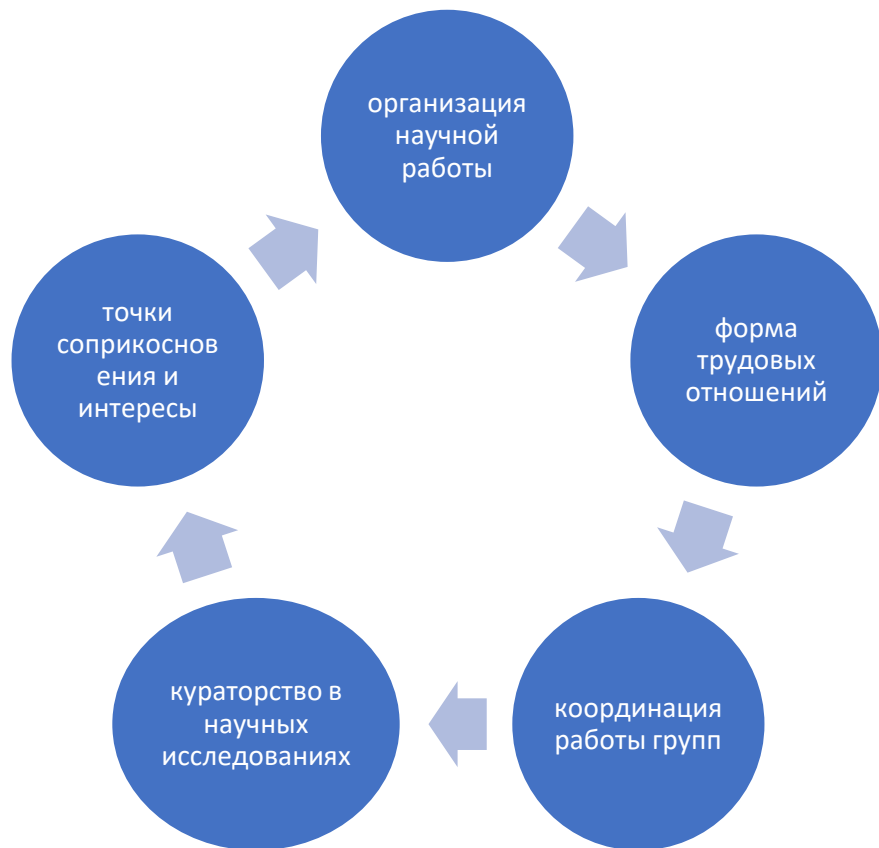 организация
научной
работы
форма
трудовых
отношений
координация
работы групп
кураторство в
научных
исследованиях
точки
соприкоснов
ения и
интересы